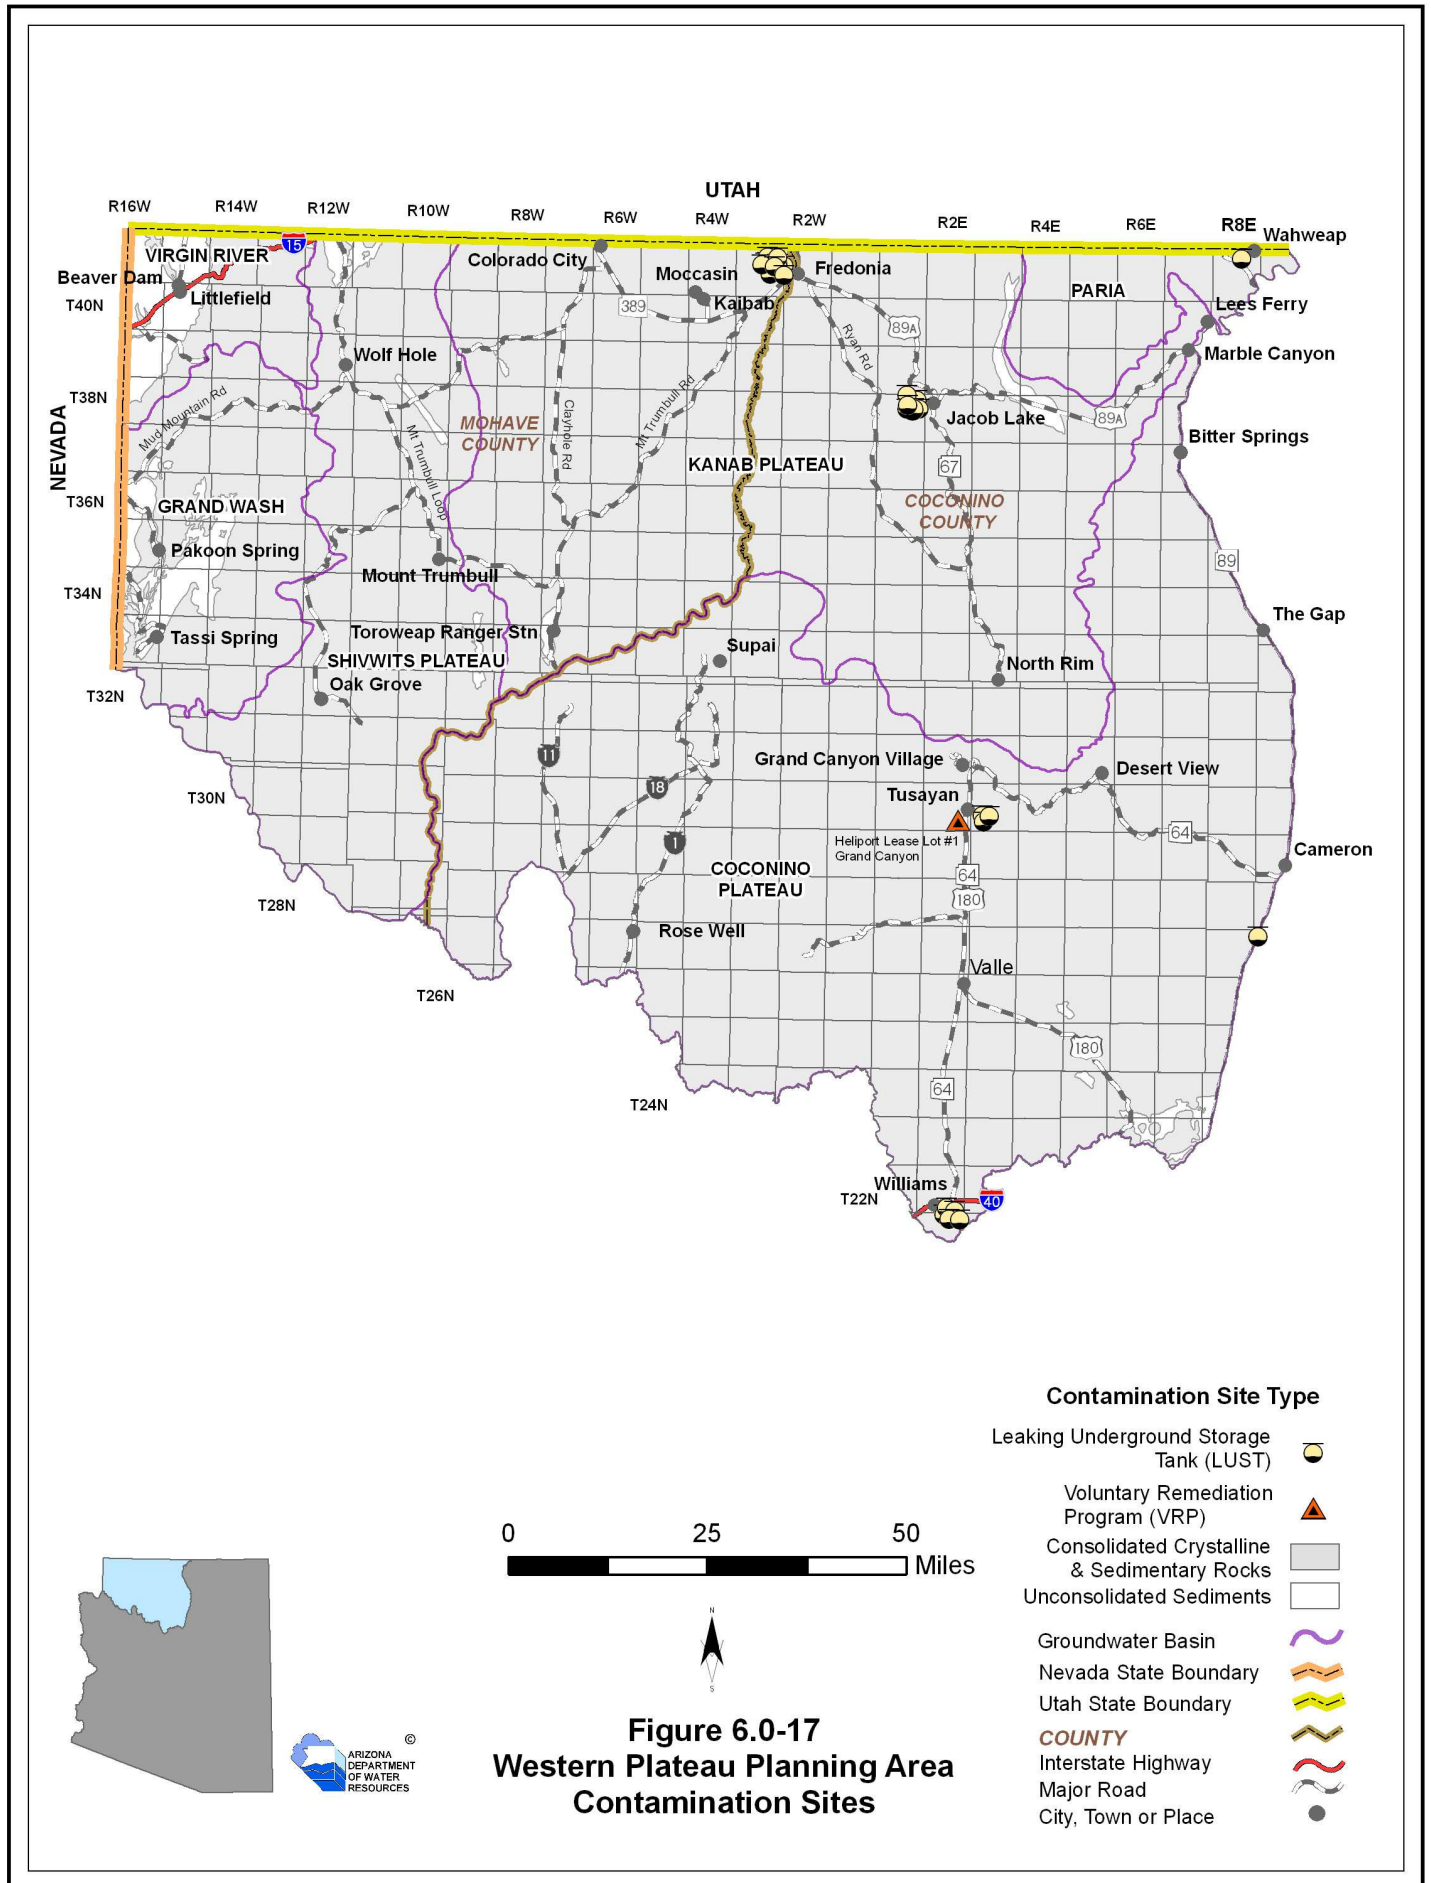 UTAH
R16W
R14W
R12W
R10W
R8W
R6W
R4W
R2W
R2E
R4E
R6E
R8E
Wahweap
VIRGIN RIVER
15
Colorado City
Moccasin
Fredonia
Beaver Dam
Littlefield
T40N
389
Kaibab
PARIA
Lees Ferry
89A
Ryan Rd
Wolf Hole
Marble Canyon
NEVADA
T38N
Mud Mountain Rd
MOHAVE
COUNTY
Clayhole Rd
Mt Trumbull Rd
Mt Trumbull Loop
Jacob Lake
89A
Bitter Springs
KANAB PLATEAU
67
T36N
GRAND WASH
COCONINO
COUNTY
Pakoon Spring
Mount Trumbull
89
T34N
The Gap
Tassi Spring
Toroweap Ranger Stn
Supai
SHIVWITS PLATEAU
Oak Grove
North Rim
T32N
11
18
1
Grand Canyon Village
Desert View
T30N
Tusayan
Heliport Lease Lot #1
Grand Canyon
64
Cameron
COCONINO
PLATEAU
64
180
T28N
Rose Well
Valle
T26N
180
64
T24N
Williams
T22N
40
Contamination Site Type
Leaking Underground Storage
Tank (LUST)
Voluntary Remediation
Program (VRP)
Consolidated Crystalline
& Sedimentary Rocks
Unconsolidated Sediments
Groundwater Basin
Nevada State Boundary
Utah State Boundary
COUNTY
Interstate Highway
Major Road
City, Town or Place
0 25 50
Miles
N
S
©
ARIZONA
DEPARTMENT
OF WATER
RESOURCES
Figure 6.0-17
Western Plateau Planning Area
Contamination Sites